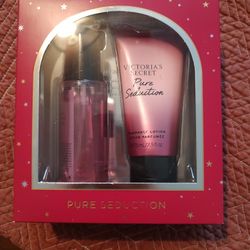 VICTORIA'S
SECRET
Pure
Seduction
FRAGRANCE LOTION
PURE SEDUCTION